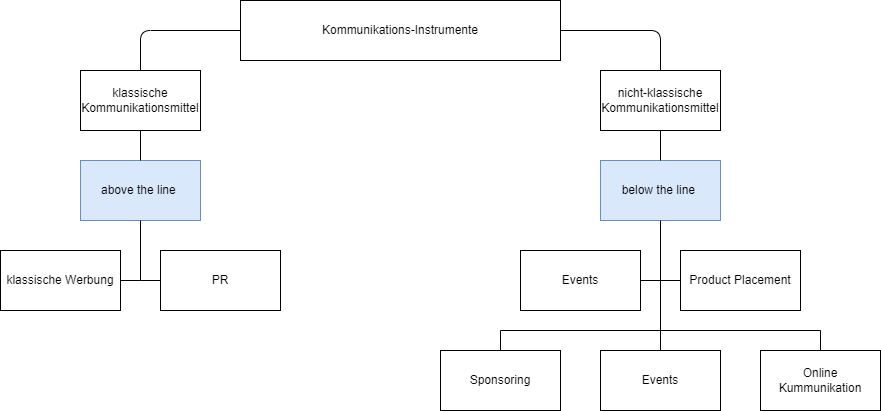 Kommunikations-Instrumente
klassische
Kommunikationsmittel
nicht-klassische
Kommunikationsmittel
above the line
below the line
klassische Werbung
PR
Events
Product Placement
Sponsoring
Events
Online
Kummunikation